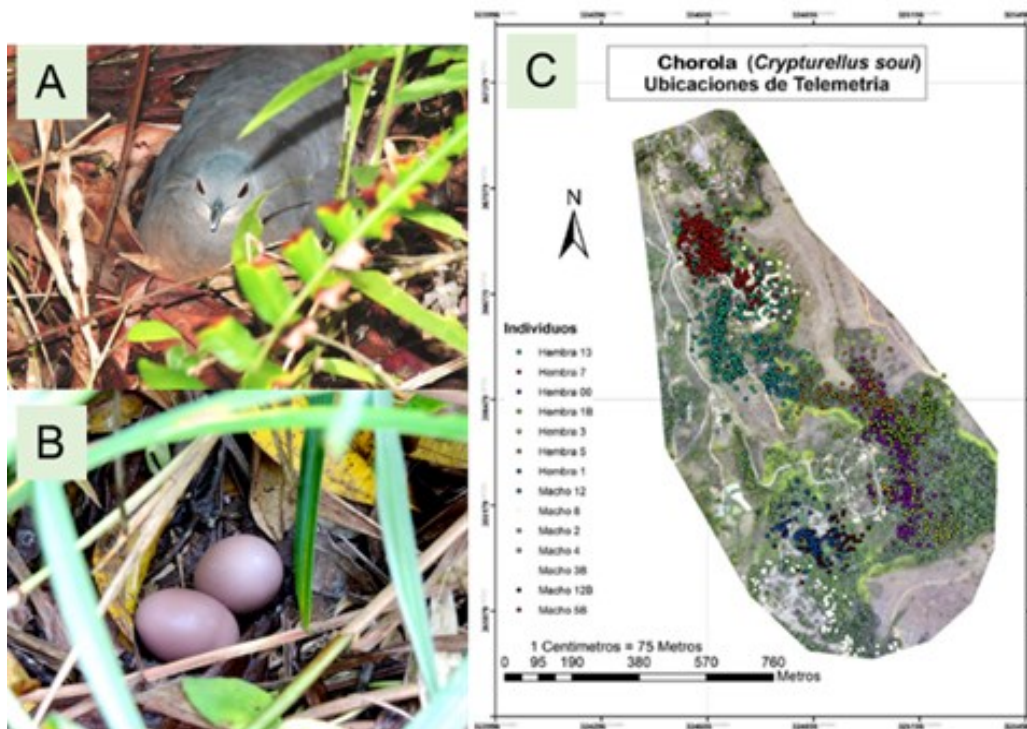 A
B
C
Chorola (Crypturellus soui)
Ubicaciones de Telemetria
N
Individuos
Hembra 13
Hembra 7
Hembra 00
Hembra 1B
Hembra 3
Hembra 5
Hembra 1
Macho 12
Macho 8
Macho 2
Macho 4
Macho 3B
Macho 12B
Macho 5B
1 Centimetros = 75 Metros
0 95 190 380 570 760
Metros